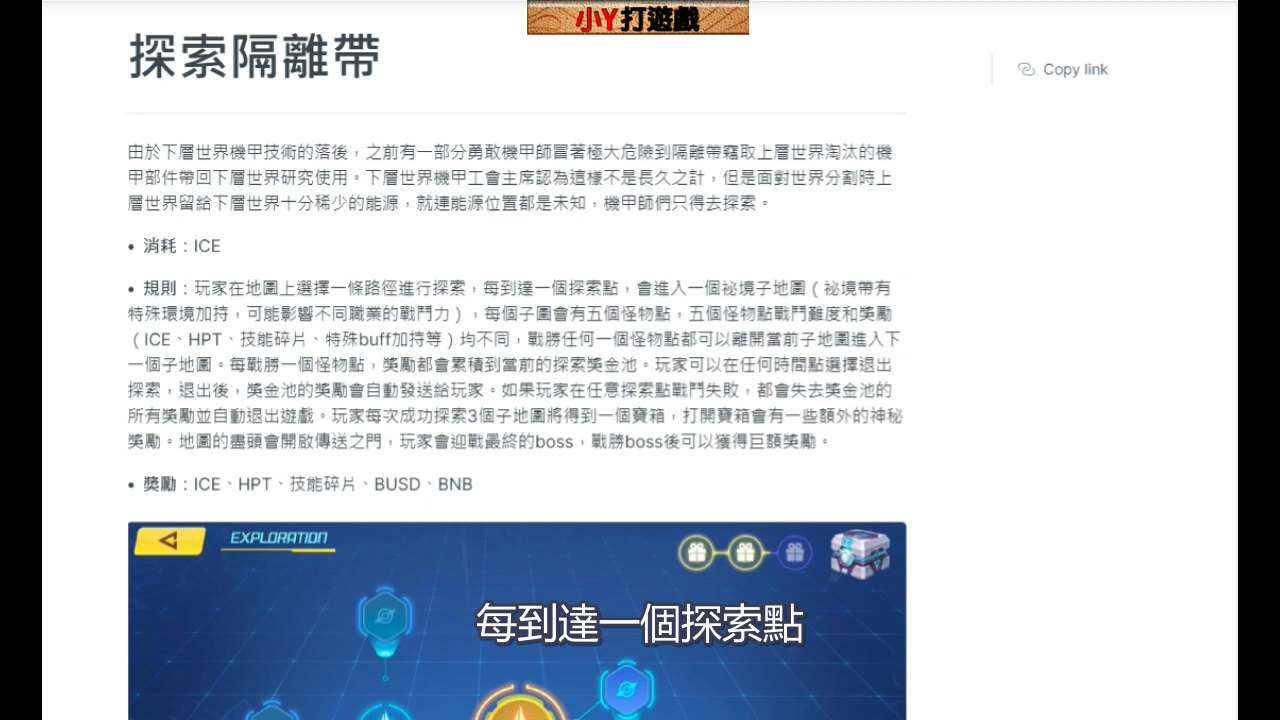 小丫打遊戲
探索隔離帶
Copy link
由於下層世界機甲技術的落後，之前有一部分勇敢機甲師冒著極大危險到隔離帶竊取上層世界淘汰的機
甲部件帶回下層世界研究使用。下層世界機甲工會主席認為這樣不是長久之計，但是面對世界分割時上
層世界留給下層世界十分稀少的能源，就連能源位置都是未知，機甲師們只得去探索。
• 消耗：ICE
• 規則：玩家在地圖上選擇一條路徑進行探索，每到達一個探索點，會進入一個祕境子地圖（祕境帶有
特殊環境加持，可能影響不同職業的戰鬥力），每個子圖會有五個怪物點，五個怪物點戰鬥難度和獎勵
（ICE、HPT、技能碎片、特殊buff加持等）均不同，戰勝任何一個怪物點都可以離開當前子地圖進入下
一個子地圖。每戰勝一個怪物點，獎勵都會累積到當前的探索獎金池。玩家可以在任何時間點選擇退出
探索，退出後，獎金池的獎勵會自動發送給玩家。如果玩家在任意探索點戰鬥失敗，都會失去獎金池的
所有獎勵並自動退出遊戲。玩家每次成功探索3個子地圖將得到一個寶箱，打開寶箱會有一些額外的神秘
獎勵。地圖的盡頭會開啟傳送之門，玩家會迎戰最終的boss，戰勝boss後可以獲得巨額獎勵。
• 獎勵：ICE、HPT、技能碎片、BUSD、BNB
EXPLORATION
每到達一個探索點